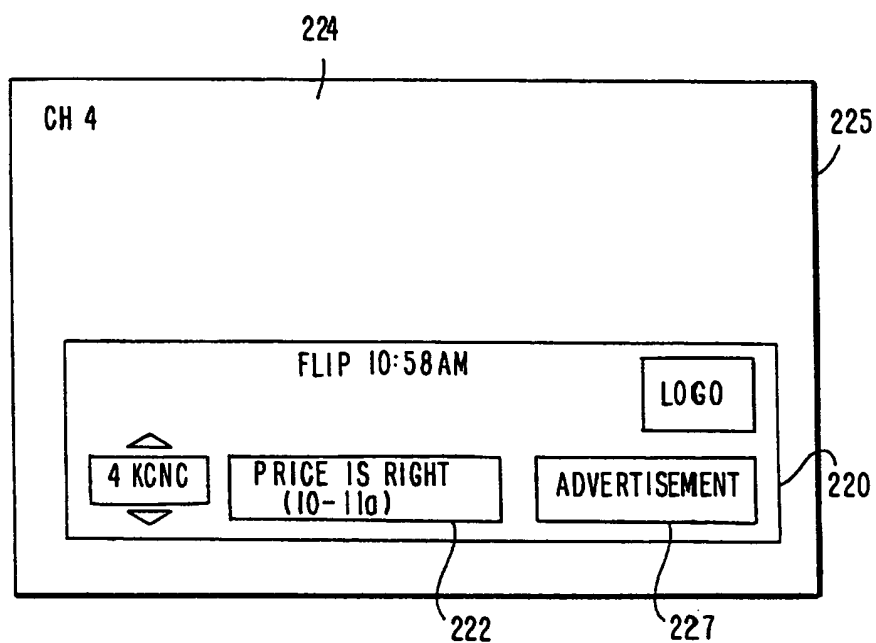 224
CH 4
225
FLIP 10:58AM
LOGO
4 KCNC
PRICE IS RIGHT
(10-11a)
ADVERTISEMENT
220
222
227